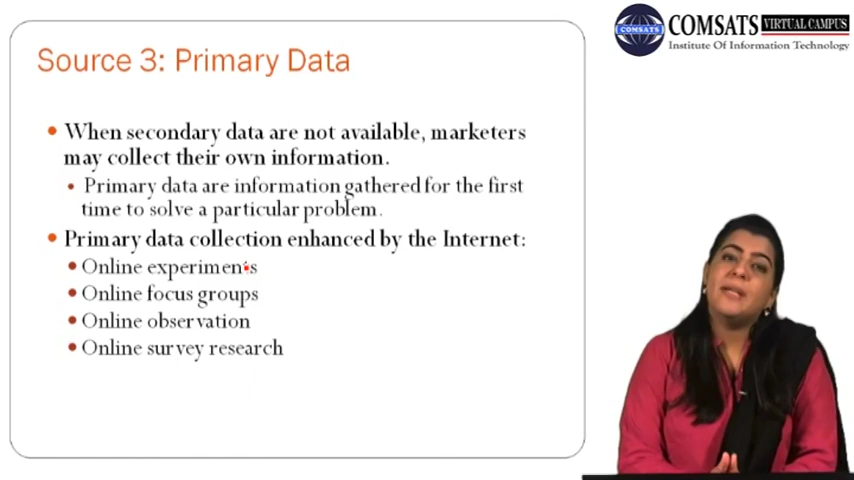 Source 3: Primary Data
COMSATS VIRTUAL CAMPUS
COMSATS
Institute Of Information Technology
• When secondary data are not available, marketers
may collect their own information.
• Primary data are information gathered for the first
time to solve a particular problem.
• Primary data collection enhanced by the Internet:
• Online experiments
• Online focus groups
• Online observation
• Online survey research